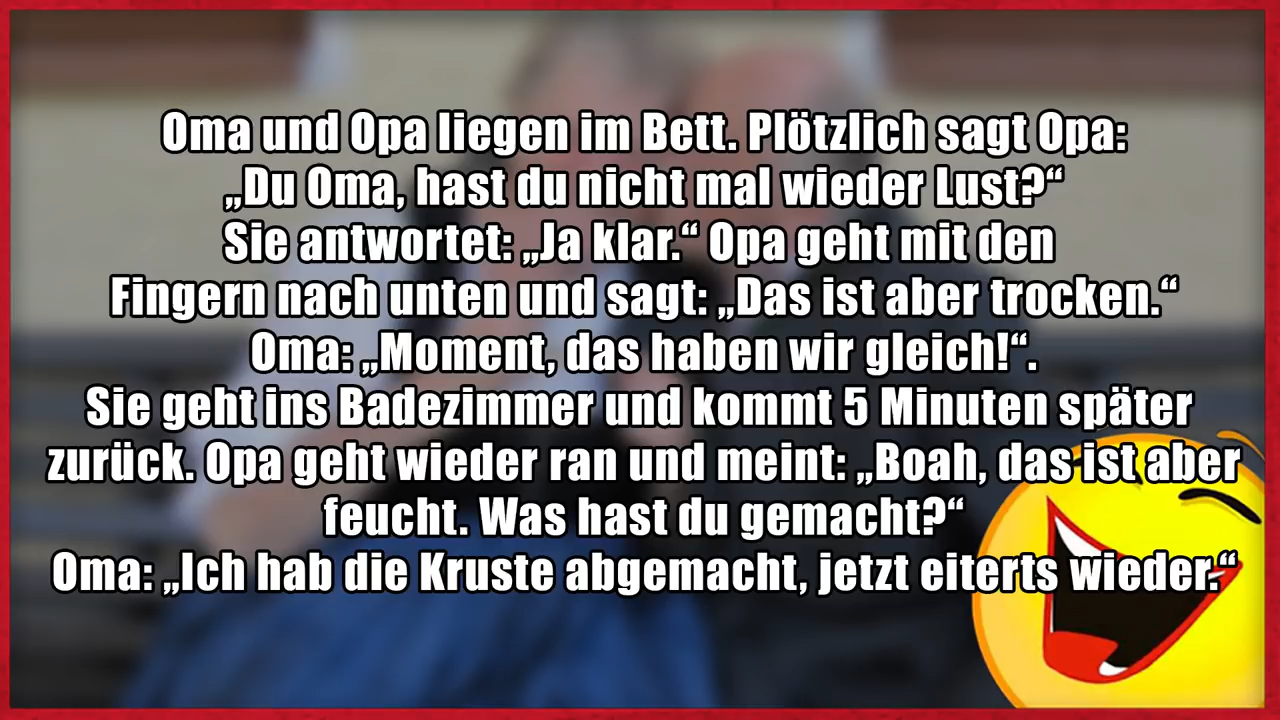 Oma und Opa liegen im Bett. Plötzlich sagt Opa:
„Du Oma, hast du nicht mal wieder Lust?“
Sie antwortet: „Ja klar.“ Opa geht mit den
Fingern nach unten und sagt: „Das ist aber trocken.“
Oma: „Moment, das haben wir gleich!“.
Sie geht ins Badezimmer und kommt 5 Minuten später
zurück. Opa geht wieder ran und meint: „Boah, das ist aber
feucht. Was hast du gemacht?“
Oma: „Ich hab die Kruste abgemacht, jetzt eiterts wieder.“